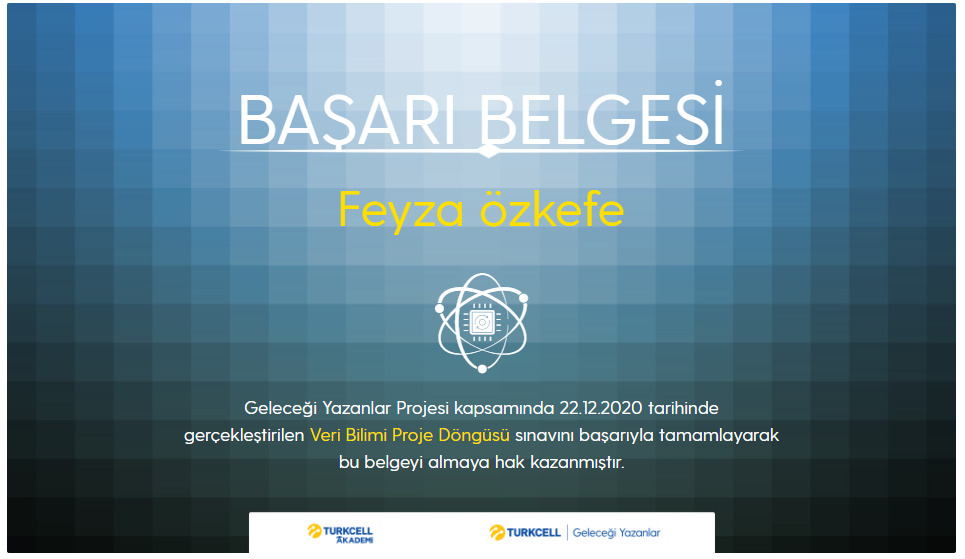 BAŞARI BELGESİ
Feyza özkefe
Geleceği Yazanlar Projesi kapsamında 22.12.2020 tarihinde
gerçekleştirilen Veri Bilimi Proje Döngüsü sınavını başarıyla tamamlayarak
bu belgeyi almaya hak kazanmıştır.
TURKCELL AKADEMİ
TURKCELL | Geleceği Yazanlar